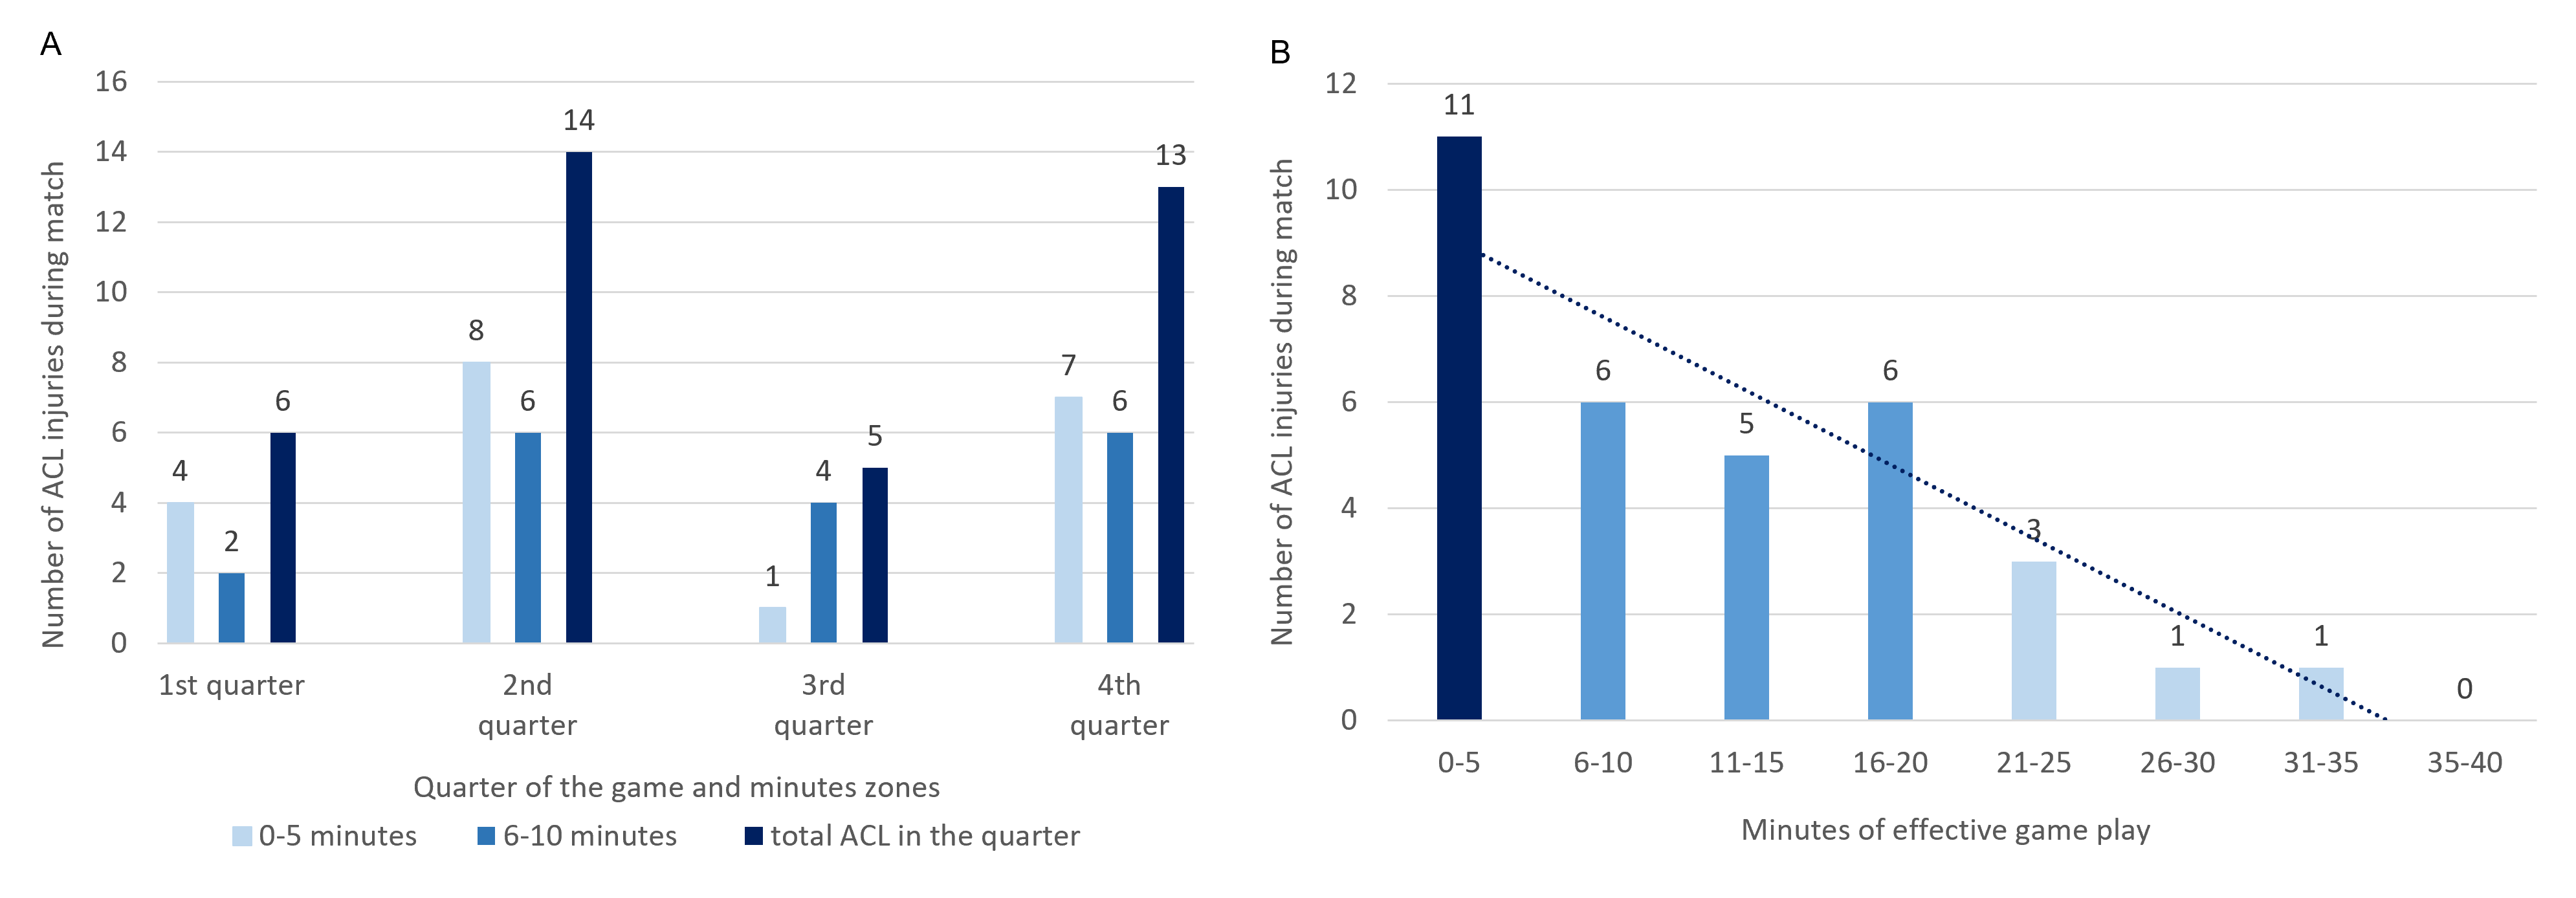 A
Number of ACL injuries during match
16
14
12
10
8
6
4
2
0
4
2
6
8
6
14
1
4
5
7
6
13
1st quarter
2nd
quarter
3rd
quarter
4th
quarter
Quarter of the game and minutes zones
0-5 minutes
6-10 minutes
total ACL in the quarter
B
Number of ACL injuries during match
12
10
8
6
4
2
0
11
6
5
6
3
1
1
0
0-5
6-10
11-15
16-20
21-25
26-30
31-35
35-40
Minutes of effective game play